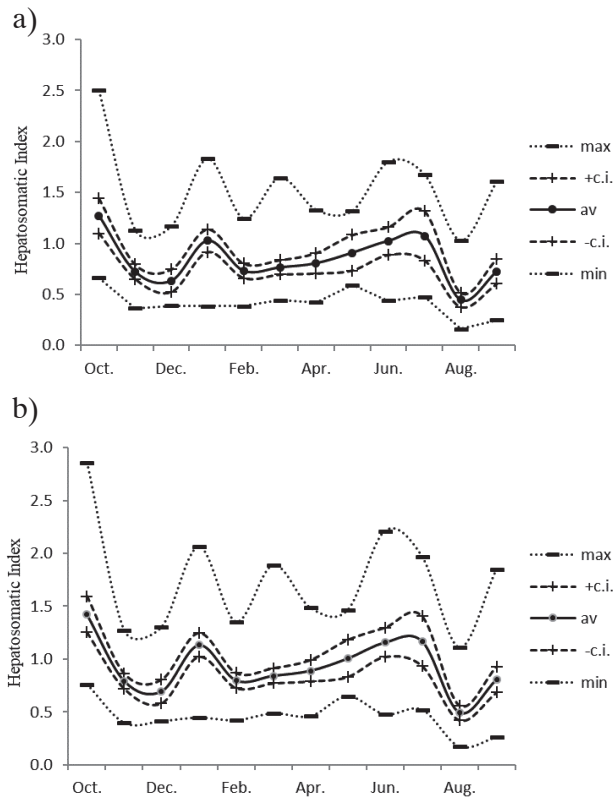 a)
3.0
2.5
2.0
1.5
1.0
0.5
0.0
Hepatosomatic Index
Oct. Dec. Feb. Apr. Jun. Aug.
max
+c.i.
av
-c.i.
min
b)
3.0
2.5
2.0
1.5
1.0
0.5
0.0
Hepatosomatic Index
Oct. Dec. Feb. Apr. Jun. Aug.
max
+c.i.
av
-c.i.
min